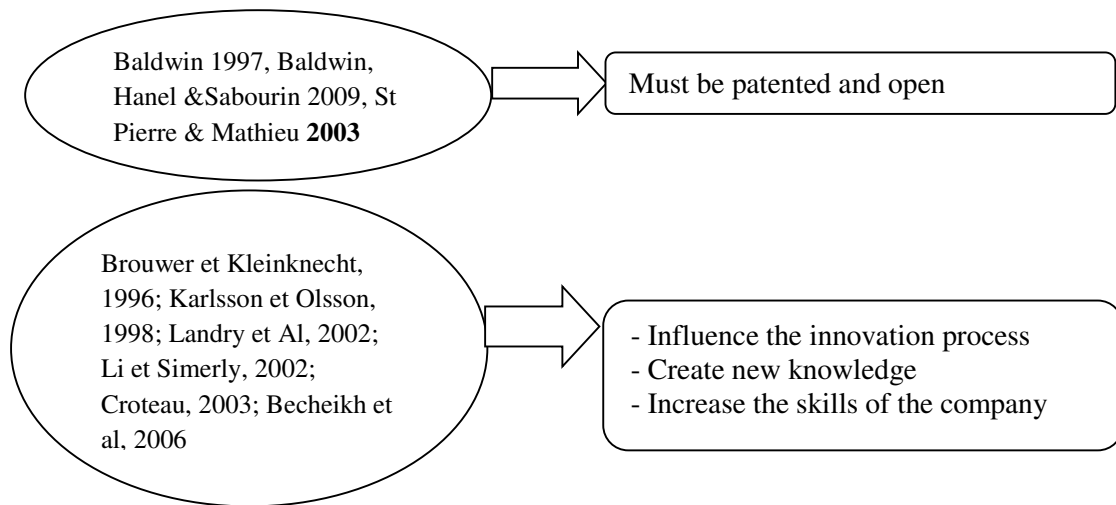 Baldwin 1997, Baldwin,
Hanel &Sabourin 2009, St
Pierre & Mathieu 2003
Must be patented and open
Brouwer et Kleinknecht,
1996; Karlsson et Olsson,
1998; Landry et Al, 2002;
Li et Simerly, 2002;
Croteau, 2003; Becheikh et
al, 2006
- Influence the innovation process
- Create new knowledge
- Increase the skills of the company